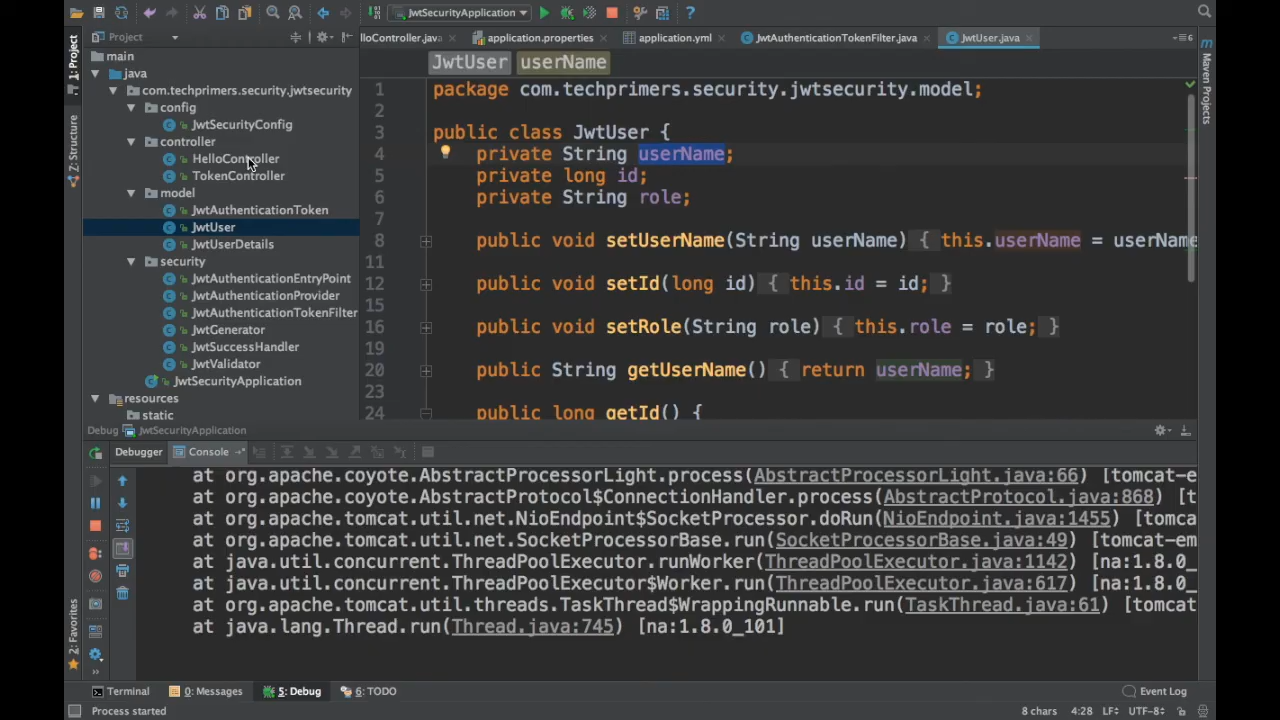 JwtSecurityApplication
Project
lloController.java
application.properties
application.yml
JwtAuthenticationTokenFilter.java
JwtUser.java
6
1: Project
Z: Structure
2: Favorites
Maven Projects
main
java
com.techprimers.security.jwtsecurity
config
JwtSecurityConfig
controller
HelloController
TokenController
model
JwtAuthenticationToken
JwtUser
JwtUserDetails
security
JwtAuthenticationEntryPoint
JwtAuthenticationProvider
JwtAuthenticationTokenFilter
JwtGenerator
JwtSuccessHandler
JwtValidator
JwtSecurityApplication
resources
static
JwtUser userName
1 package com.techprimers.security.jwtsecurity.model;
2
3 public class JwtUser {
4 private String userName;
5 private long id;
6 private String role;
7
8 public void setUserName(String userName) { this.userName = userName
11
12 public void setId(long id) { this.id = id; }
15
16 public void setRole(String role) { this.role = role; }
19
20 public String getUserName() { return userName; }
23
24 public long getId() {
Debug JwtSecurityApplication
Debugger Console
at org.apache.coyote.AbstractProcessorLight.process(AbstractProcessorLight.java:66) [tomcat-e
at org.apache.coyote.AbstractProtocol$ConnectionHandler.process(AbstractProtocol.java:868) [t
at org.apache.tomcat.util.net.NioEndpoint$SocketProcessor.doRun(NioEndpoint.java:1455) [tomca
at org.apache.tomcat.util.net.SocketProcessorBase.run(SocketProcessorBase.java:49) [tomcat-em
at java.util.concurrent.ThreadPoolExecutor.runWorker(ThreadPoolExecutor.java:1142) [na:1.8.0_
at java.util.concurrent.ThreadPoolExecutor$Worker.run(ThreadPoolExecutor.java:617) [na:1.8.0_
at org.apache.tomcat.util.threads.TaskThread$WrappingRunnable.run(TaskThread.java:61) [tomcat
at java.lang.Thread.run(Thread.java:745) [na:1.8.0_101]
Terminal 0: Messages 5: Debug 6: TODO Event Log
Process started 8 chars 4:28 LF÷ UTF-8÷